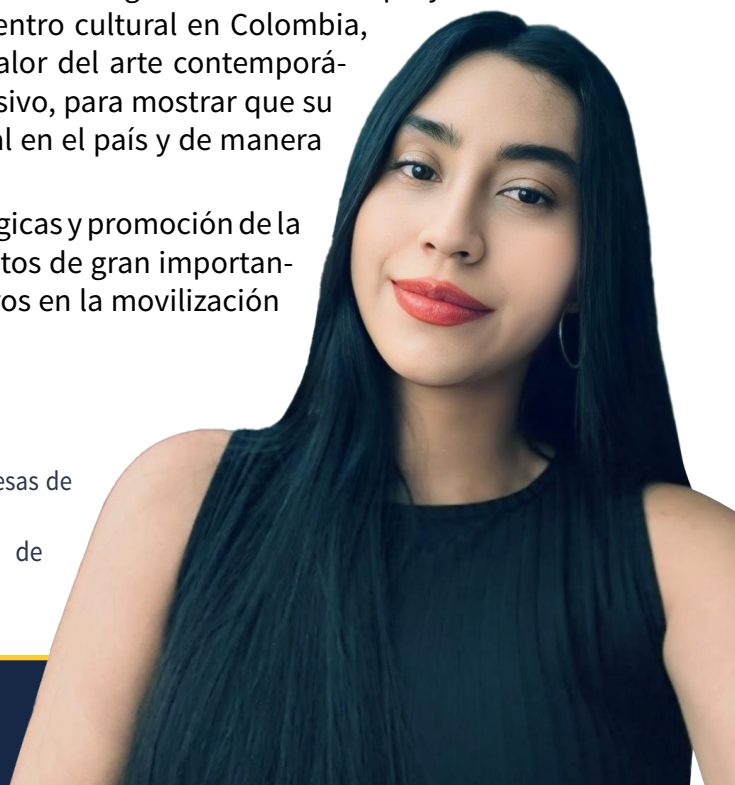 entro cultural en Colombia,
alor del arte contemporá-
sivo, para mostrar que su
al en el país y de manera
gicas y promoción de la
tos de gran importan-
os en la movilización
esas de
de